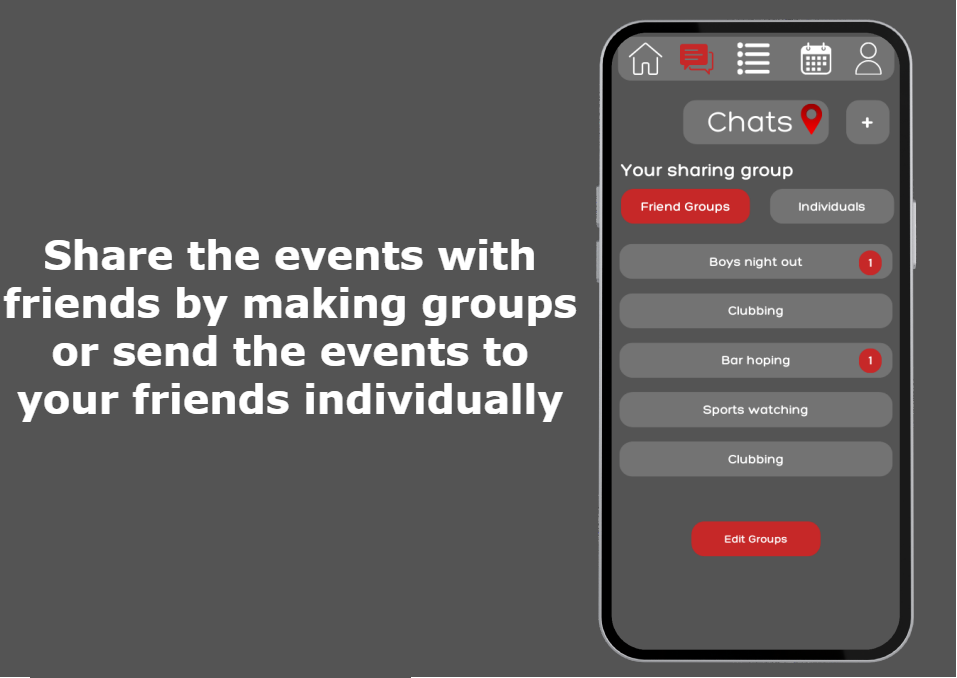 Share the events with
friends by making groups
or send the events to
your friends individually
Chats
+
Your sharing group
Friend Groups
Individuals
Boys night out
1
Clubbing
Bar hoping
1
Sports watching
Clubbing
Edit Groups